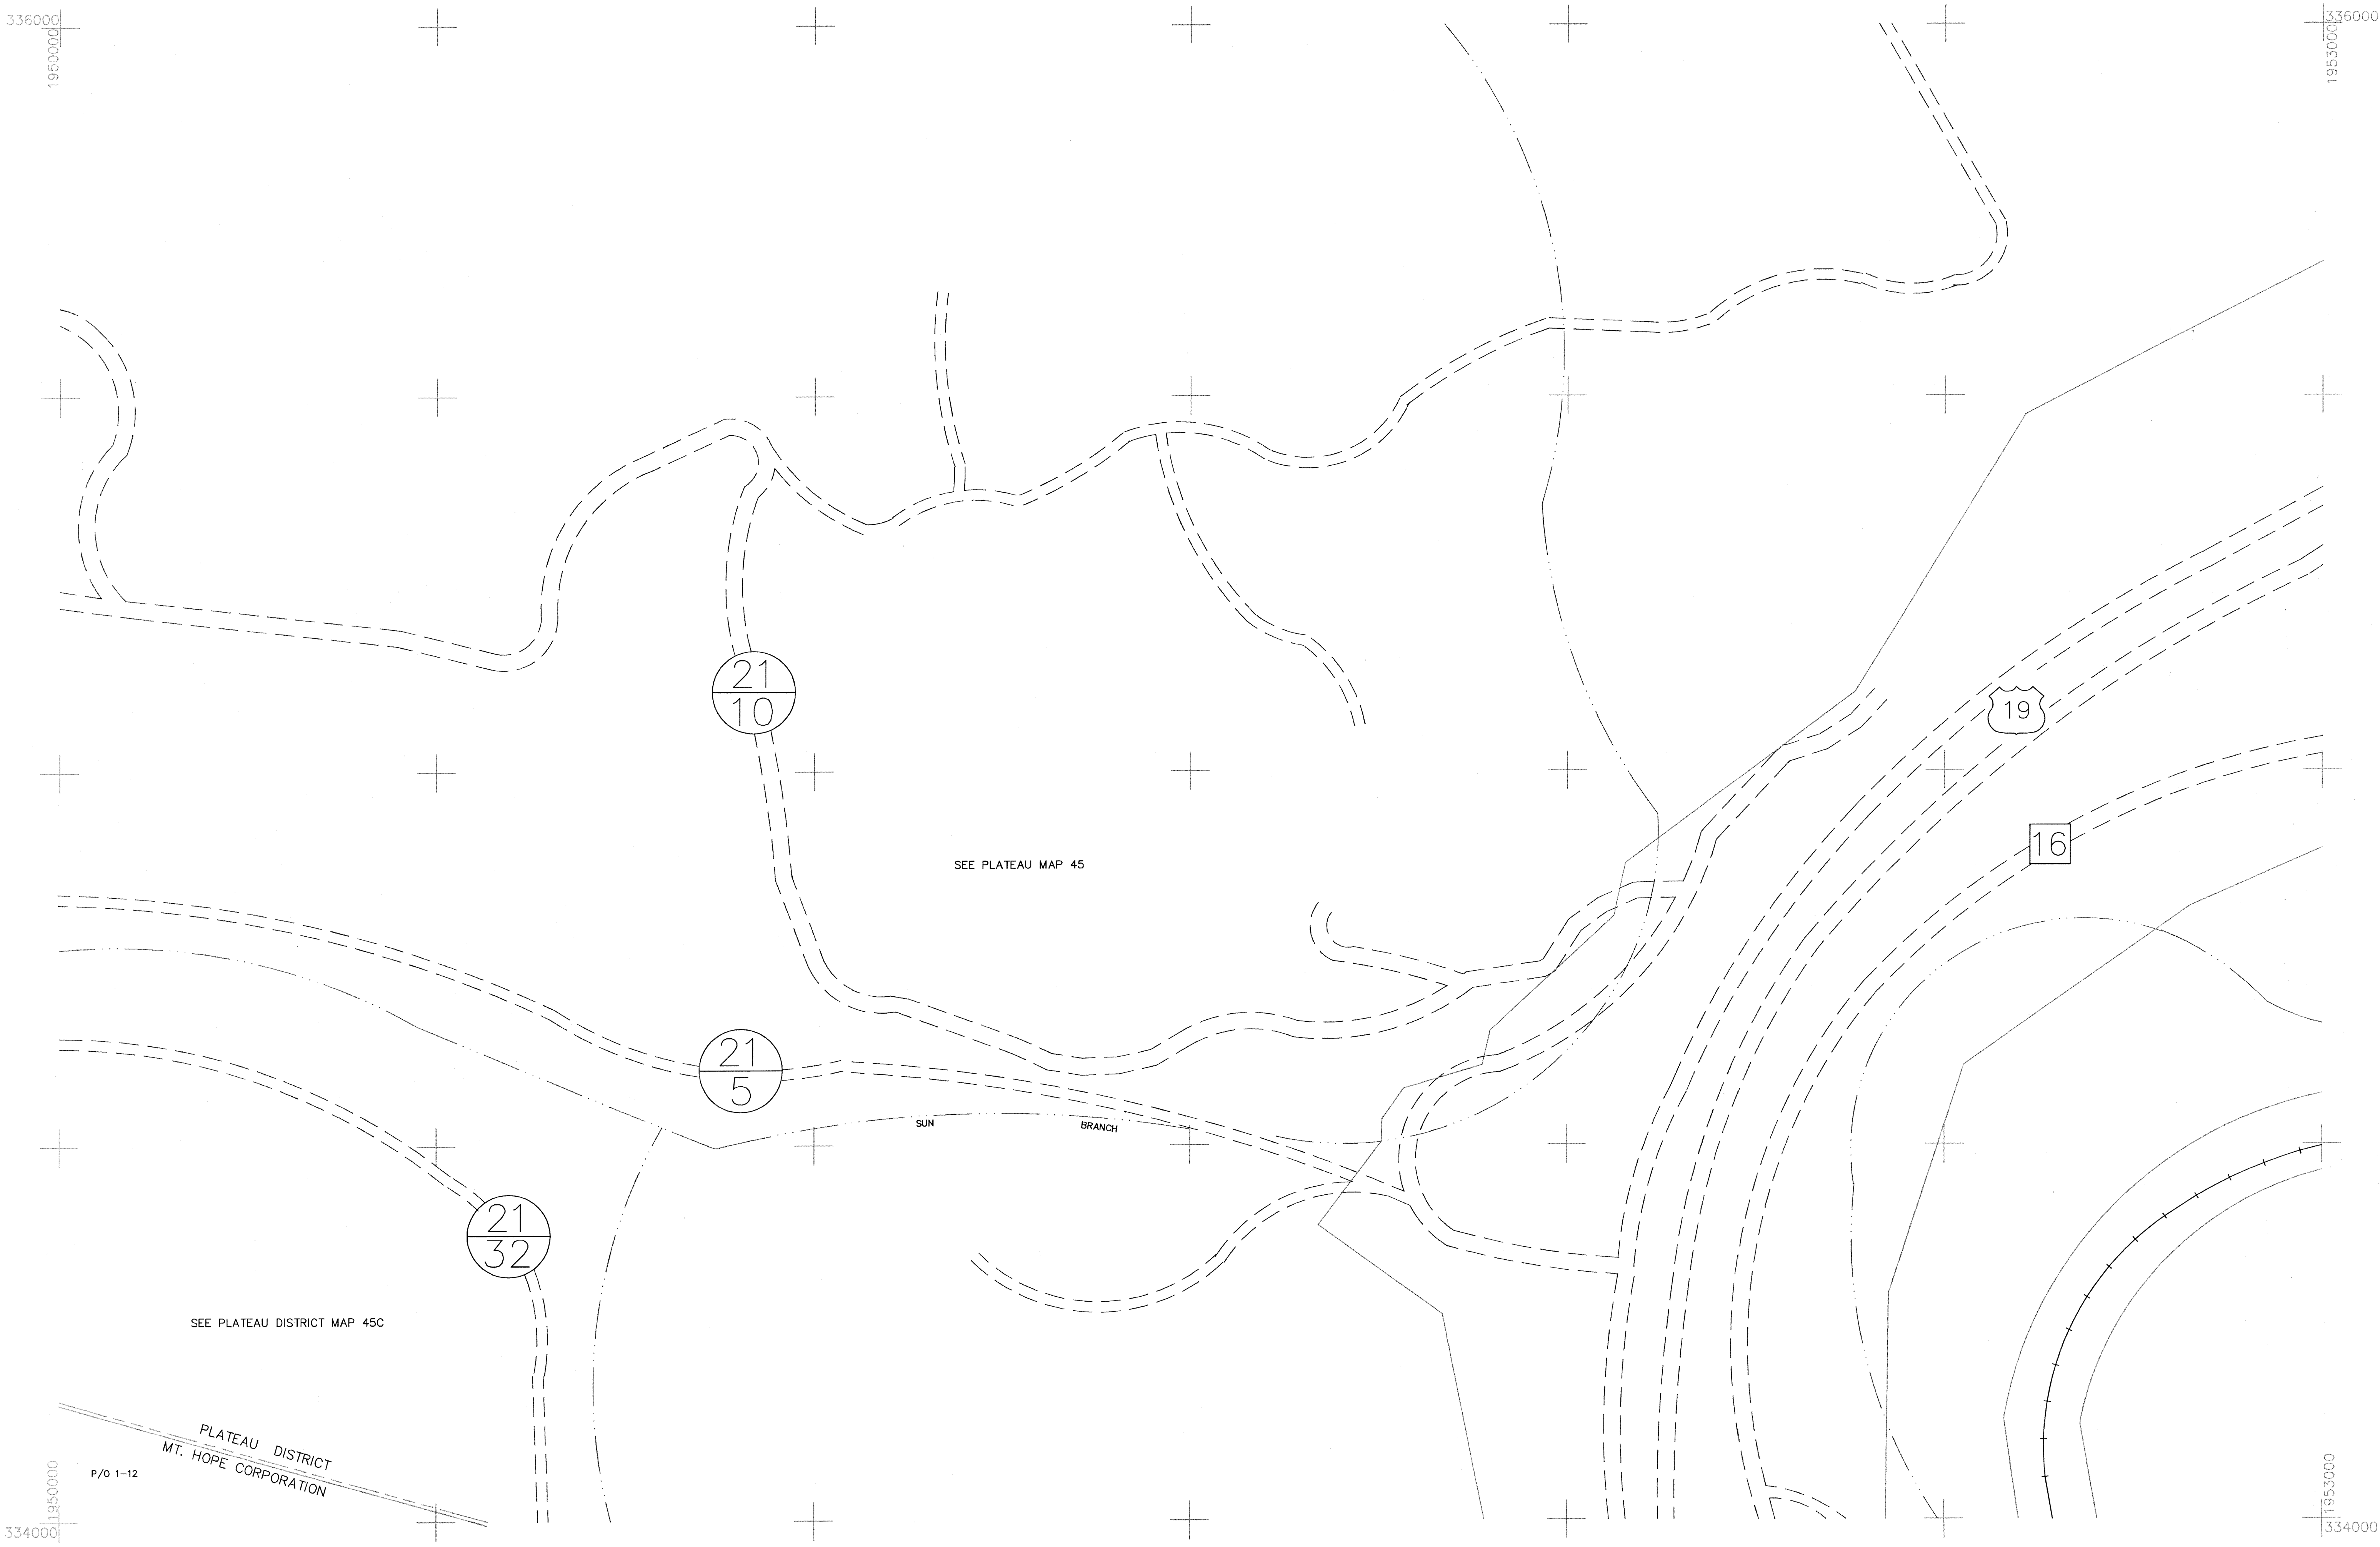 336000
336000
1950000
1953000
21
10
19
16
SEE PLATEAU MAP 45
21
5
SUN BRANCH
21
32
SEE PLATEAU DISTRICT MAP 45C
PLATEAU DISTRICT
MT. HOPE CORPORATION
P/O 1-12
1950000
1953000
334000
334000